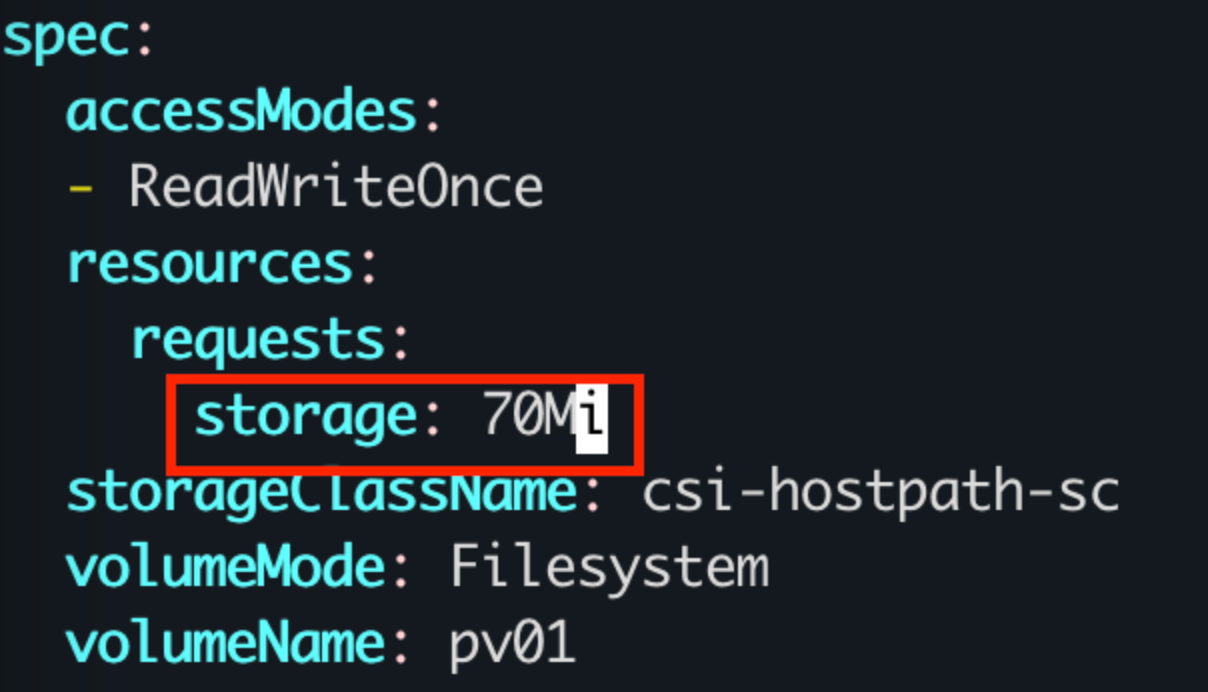 spec:
  accessModes:
  - ReadWriteOnce
  resources:
    requests:
      storage: 70Mi
  storageClassName: csi-hostpath-sc
  volumeMode: Filesystem
  volumeName: pv01